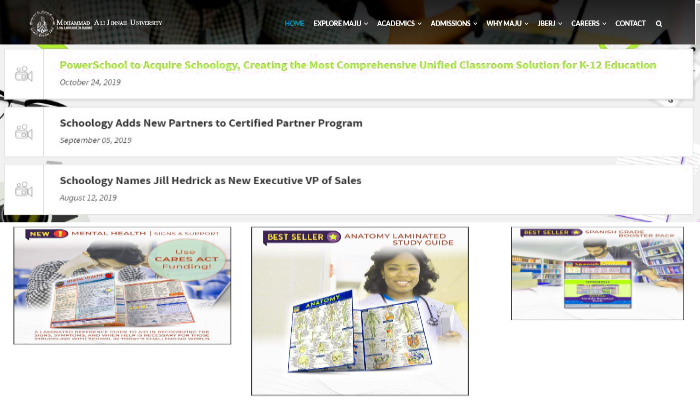 Mohammad Ali Jinnah University
HOME EXPLORE MAJU ACADEMICS ADMISSIONS WHY MAJU JBERJ CAREERS CONTACT
PowerSchool to Acquire Schoology, Creating the Most Comprehensive Unified Classroom Solution for K-12 Education
October 24, 2019
Schoology Adds New Partners to Certified Partner Program
September 05, 2019
Schoology Names Jill Hedrick as New Executive VP of Sales
August 12, 2019
NEW MENTAL HEALTH | SIGNS & SUPPORT
Use
CARES ACT
Funding!
A LAMINATED REFERENCE GUIDE TO AID IN RECOGNIZING THE
SIGNS, SYMPTOMS, AND WHEN HELP IS NECESSARY FOR THOSE
STRUGGLING WITH SCHOOL IN TODAY'S CHALLENGING WORLD.
BEST SELLER ANATOMY LAMINATED
STUDY GUIDE
ANATOMY
BEST SELLER SPANISH GRADE
BOOSTER PACK